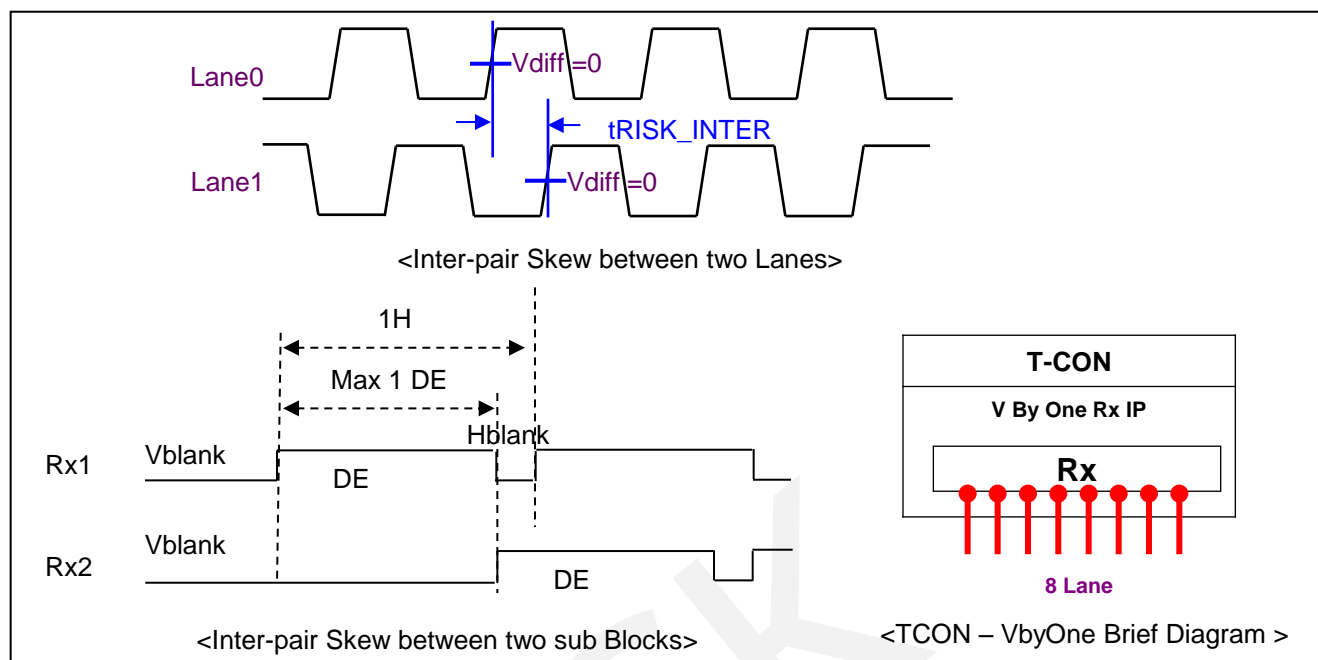 Lane0
Vdiff =0
tRISK_INTER
Lane1
Vdiff =0
<Inter-pair Skew between two Lanes>
1H
Max 1 DE
Hblank
Rx1
Vblank
DE
Rx2
Vblank
DE
<Inter-pair Skew between two sub Blocks>
T-CON
V By One Rx IP
Rx
8 Lane
<TCON – VbyOne Brief Diagram >